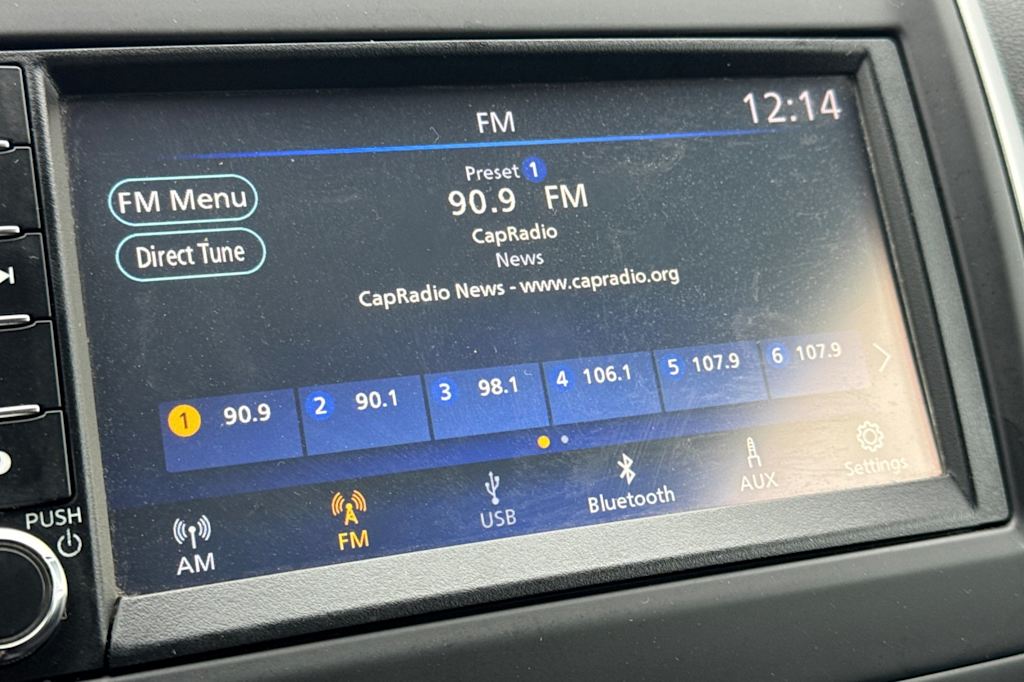 FM
12:14
Preset 1
FM Menu
90.9 FM
Direct Tune
CapRadio
News
CapRadio News - www.capradio.org
1 90.9
2 90.1
3 98.1
4 106.1
5 107.9
6 107.9
AM
FM
USB
Bluetooth
AUX
Settings
PUSH